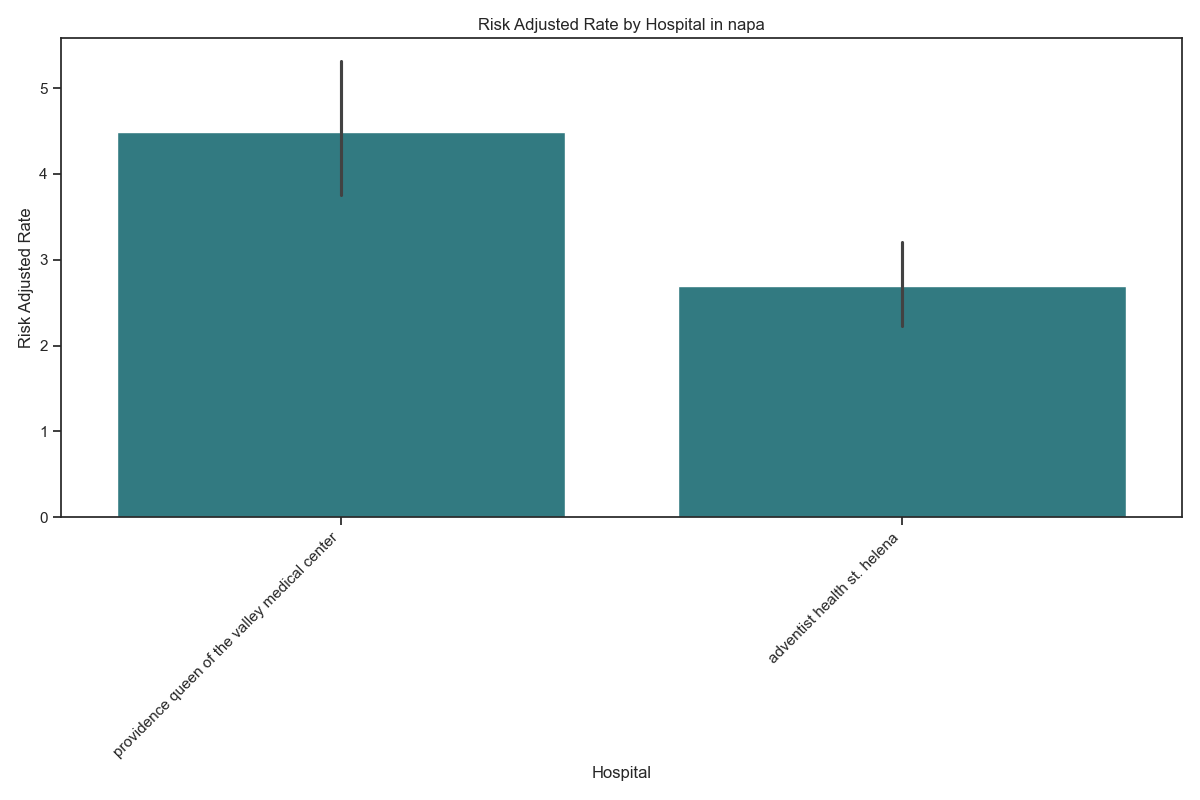 Risk Adjusted Rate by Hospital in napa
Risk Adjusted Rate
5
4
3
2
1
0
providence queen of the valley medical center
adventist health st. helena
Hospital